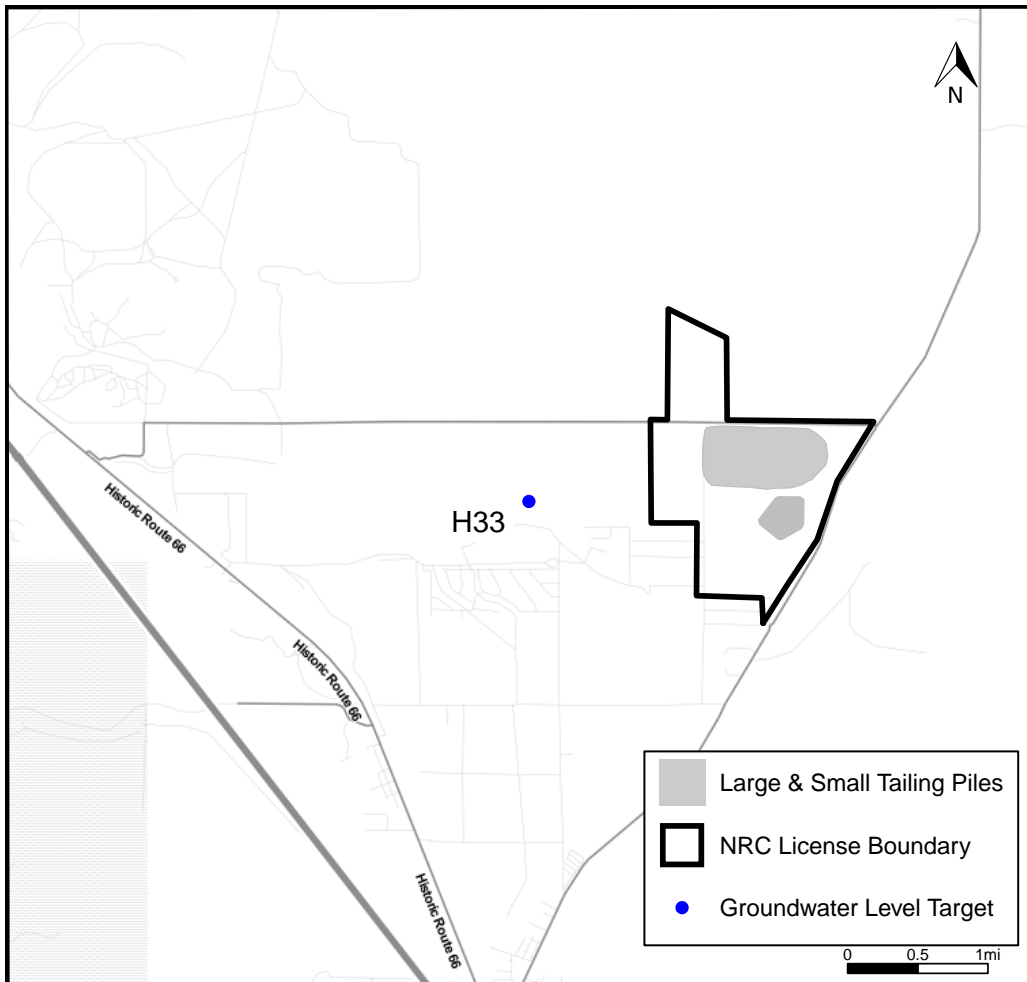 N
Historic Route 66
H33
Historic Route 66
Large & Small Tailing Piles
NRC License Boundary
Groundwater Level Target
Historic Route 66
0 0.5 1mi